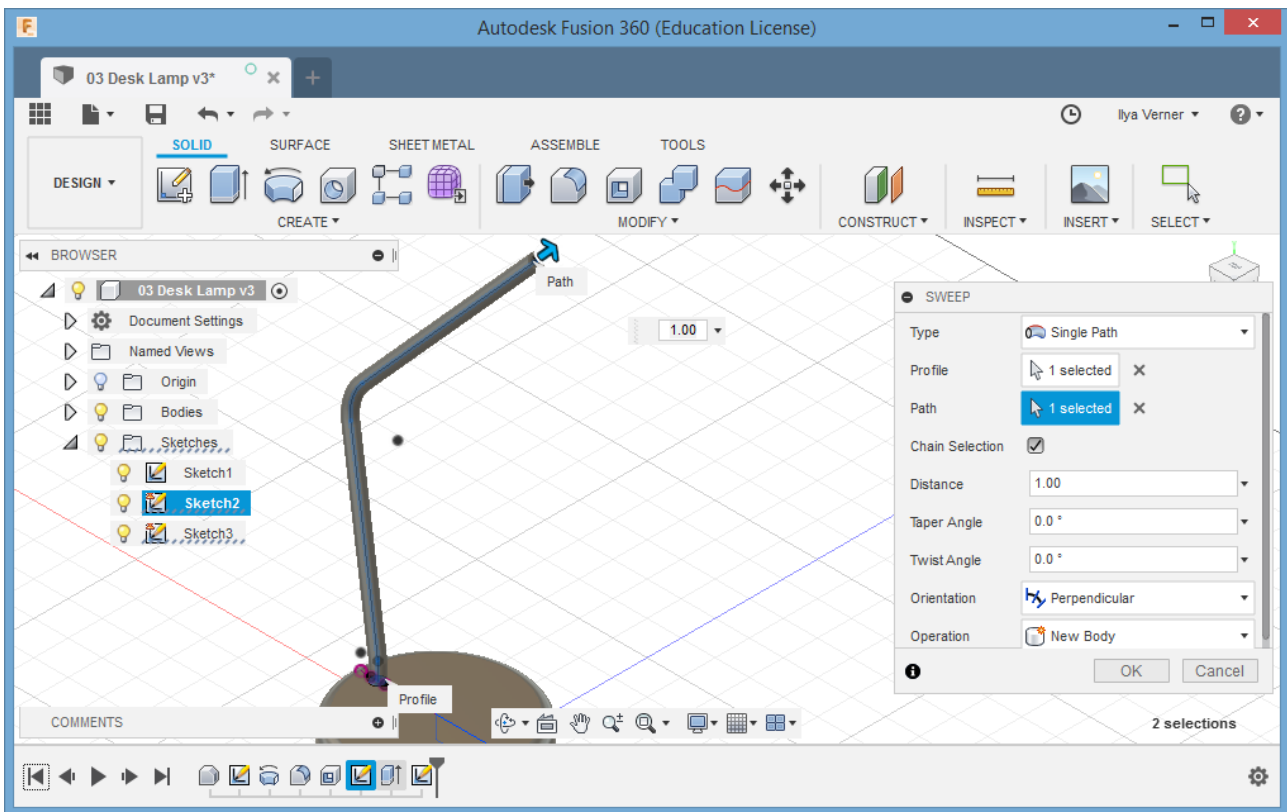 Autodesk Fusion 360 (Education License)
03 Desk Lamp v3*
Ilya Verner
SOLID SURFACE SHEET METAL ASSEMBLE TOOLS
DESIGN
CREATE MODIFY CONSTRUCT INSPECT INSERT SELECT
BROWSER
03 Desk Lamp v3
Document Settings
Named Views
Origin
Bodies
Sketches
Sketch1
Sketch2
Sketch3
Path
1.00
Profile
SWEEP
Type Single Path
Profile 1 selected
Path 1 selected
Chain Selection
Distance 1.00
Taper Angle 0.0 °
Twist Angle 0.0 °
Orientation Perpendicular
Operation New Body
OK Cancel
COMMENTS
2 selections